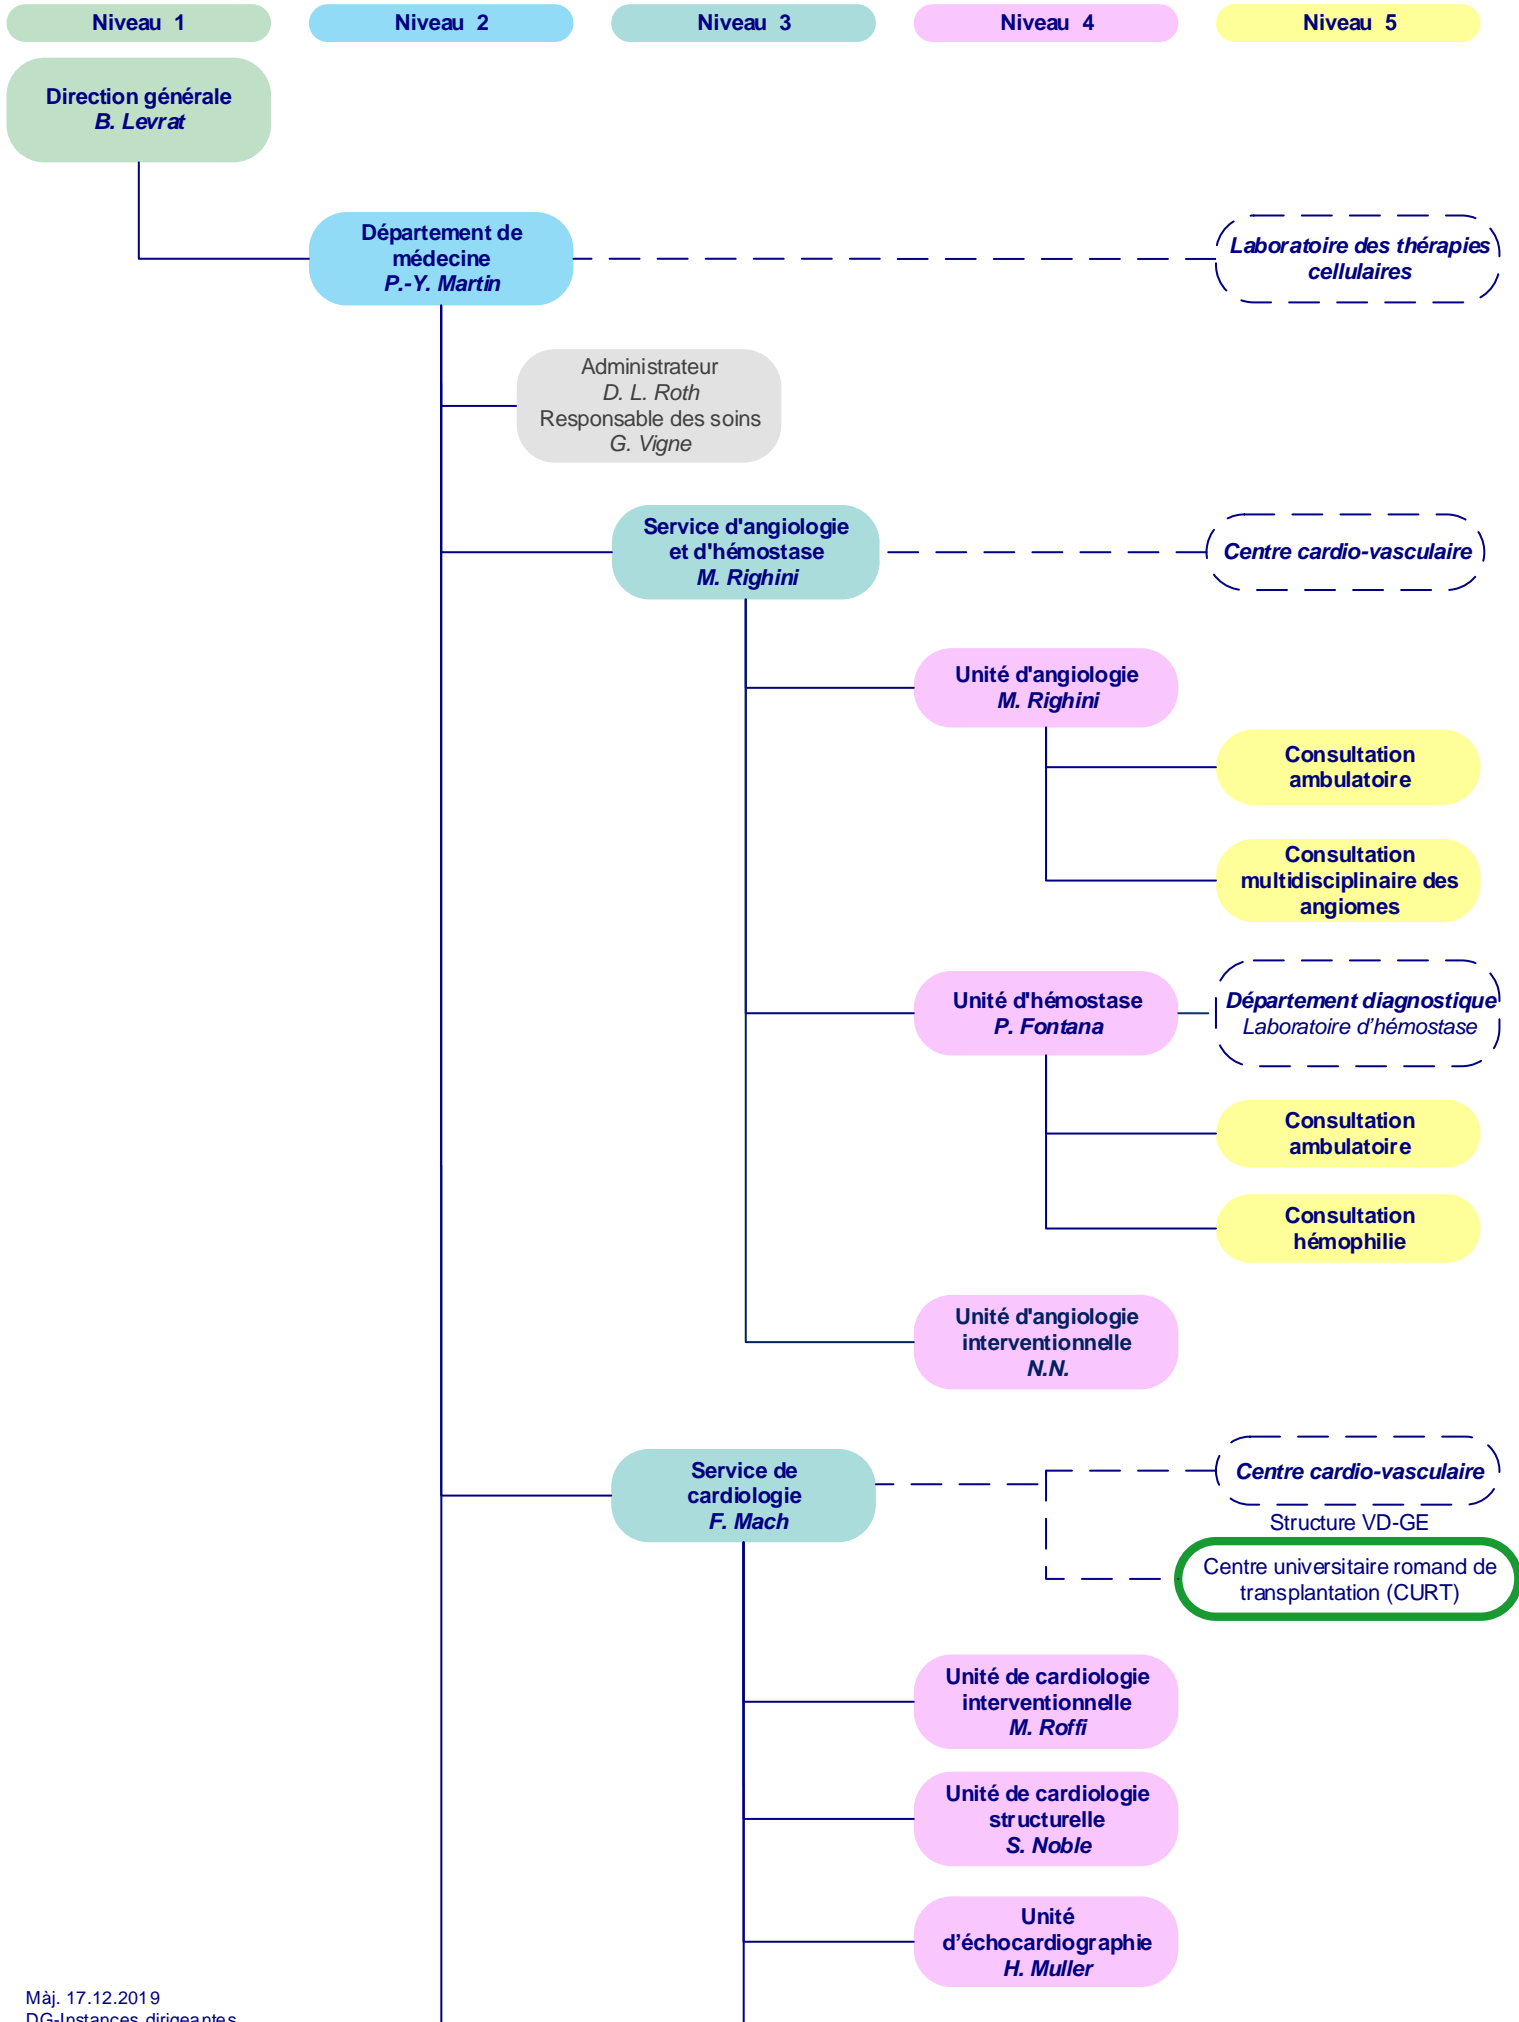 Niveau 1
Niveau 2
Niveau 3
Niveau 4
Niveau 5
Direction générale
B. Levrat
Département de
médecine
P.-Y. Martin
Laboratoire des thérapies
cellulaires
Administrateur
D. L. Roth
Responsable des soins
G. Vigne
Service d'angiologie
et d'hémostase
M. Righini
Centre cardio-vasculaire
Unité d'angiologie
M. Righini
Consultation
ambulatoire
Consultation
multidisciplinaire des
angiomes
Unité d'hémostase
P. Fontana
Département diagnostique
Laboratoire d’hémostase
Consultation
ambulatoire
Consultation
hémophilie
Unité d'angiologie
interventionnelle
N.N.
Service de
cardiologie
F. Mach
Centre cardio-vasculaire
Structure VD-GE
Centre universitaire romand de
transplantation (CURT)
Unité de cardiologie
interventionnelle
M. Roffi
Unité de cardiologie
structurelle
S. Noble
Unité
d’échocardiographie
H. Muller
Màj. 17.12.2019
DG-Instances dirigeantes